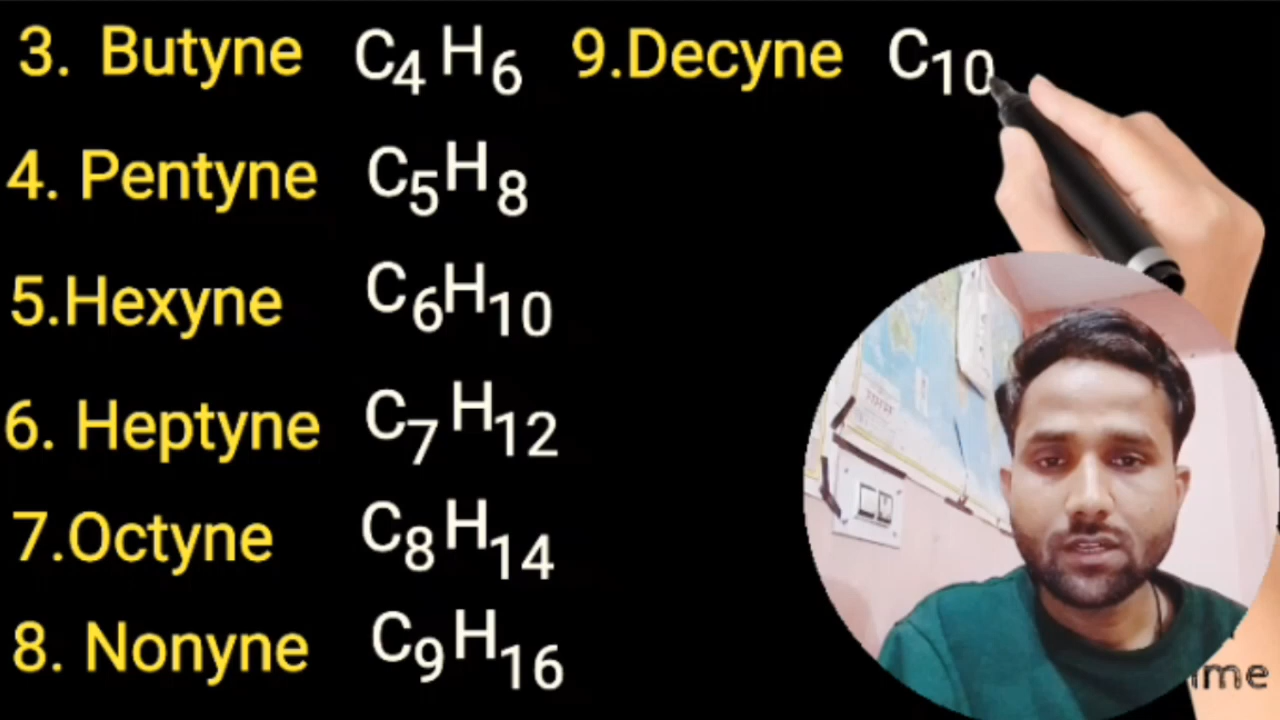 3. Butyne C4H6 9.Decyne C10
4. Pentyne C5H8
5.Hexyne C6H10
6. Heptyne C7H12
7.Octyne C8H14
8. Nonyne C9H16